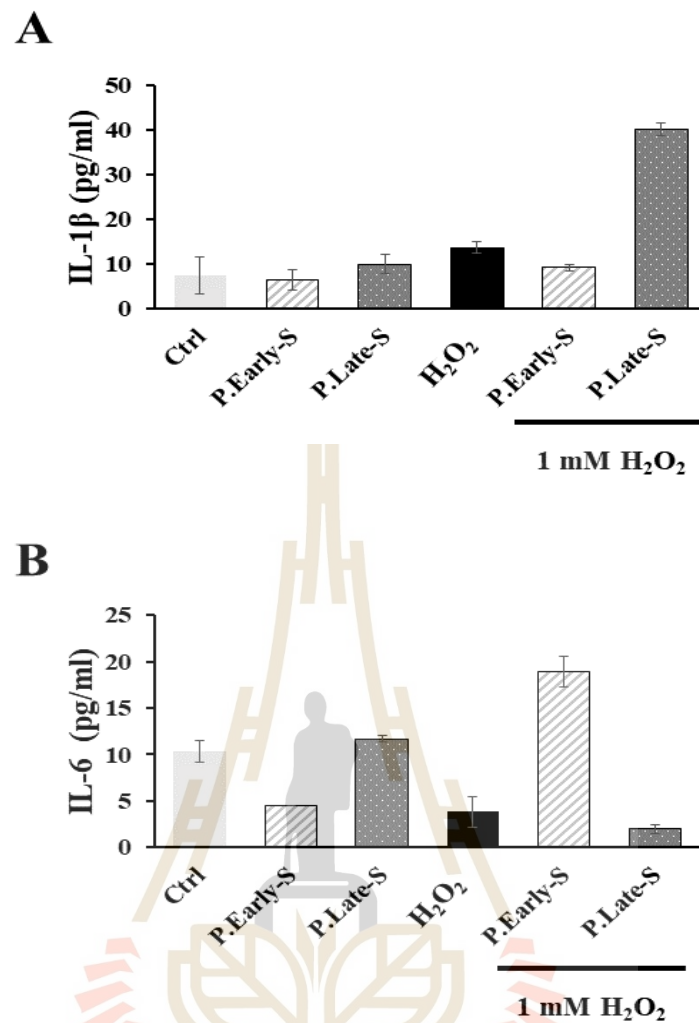 A
IL-1β (pg/ml)
50
40
30
20
10
0
Ctrl
P.Early-S
P.Late-S
H₂O₂
P.Early-S
P.Late-S
1 mM H₂O₂
B
IL-6 (pg/ml)
25
20
15
10
5
0
Ctrl
P.Early-S
P.Late-S
H₂O₂
P.Early-S
P.Late-S
1 mM H₂O₂